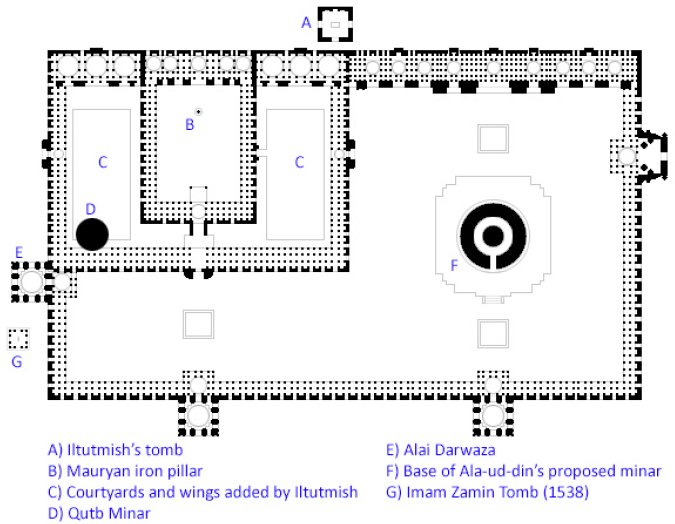 A
B
C
C
D
E
F
G
A) Iltutmish's tomb
B) Mauryan iron pillar
C) Courtyards and wings added by Iltutmish
D) Qutb Minar
E) Alai Darwaza
F) Base of Ala-ud-din's proposed minar
G) Imam Zamin Tomb (1538)